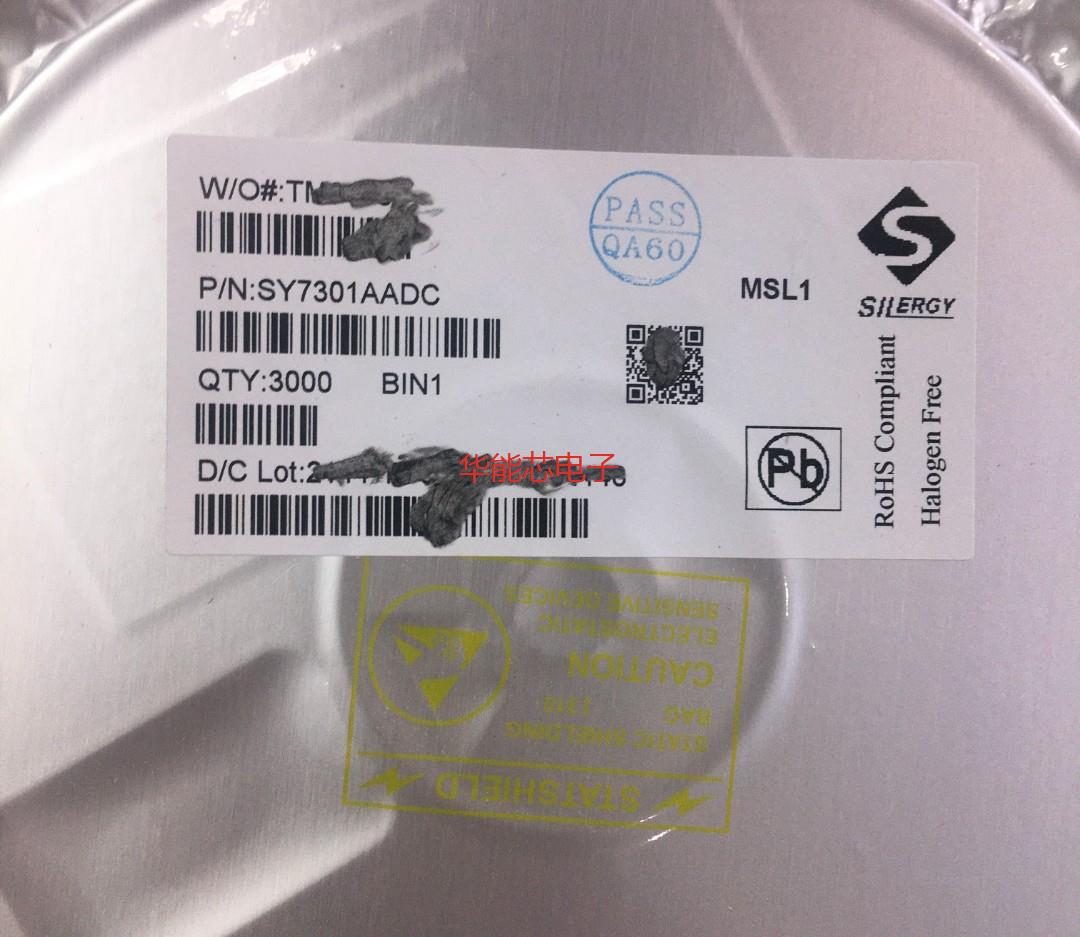 W/O#:TM
PASS
QA60
P/N:SY7301AADC
MSL1
SILERGY
QTY:3000 BIN1
D/C Lot:2
华能芯电子
Pb
RoHS Compliant
Halogen Free
SENSITIVE DEVICES
ELECTROSTATIC
CAUTION
BAG 1310
STATIC SHIELDING
STATSHIELD